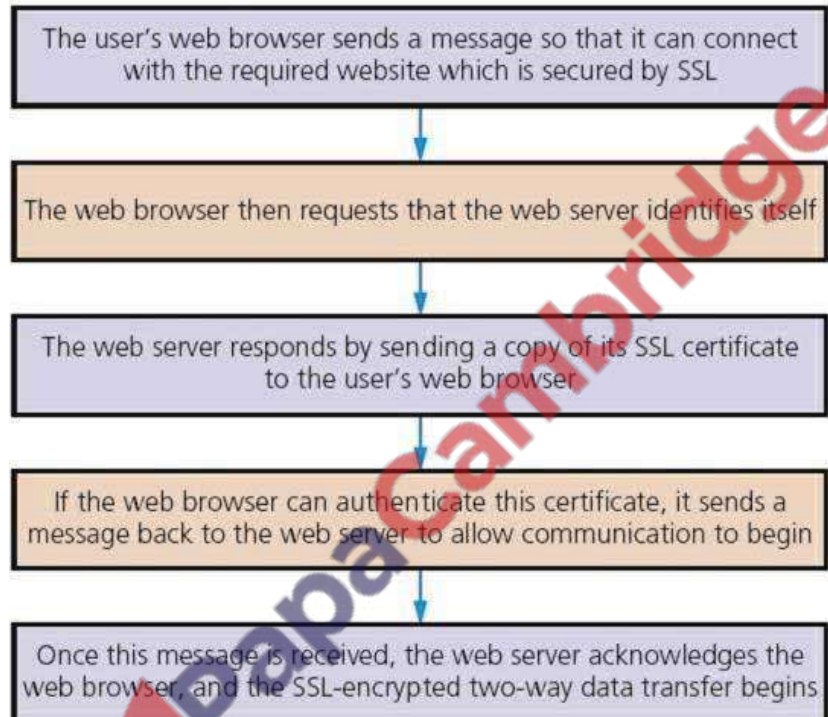 The user's web browser sends a message so that it can connect
with the required website which is secured by SSL
The web browser then requests that the web server identifies itself
The web server responds by sending a copy of its SSL certificate
to the user's web browser
If the web browser can authenticate this certificate, it sends a
message back to the web server to allow communication to begin
Once this message is received, the web server acknowledges the
web browser, and the SSL-encrypted two-way data transfer begins
PapaCambridge